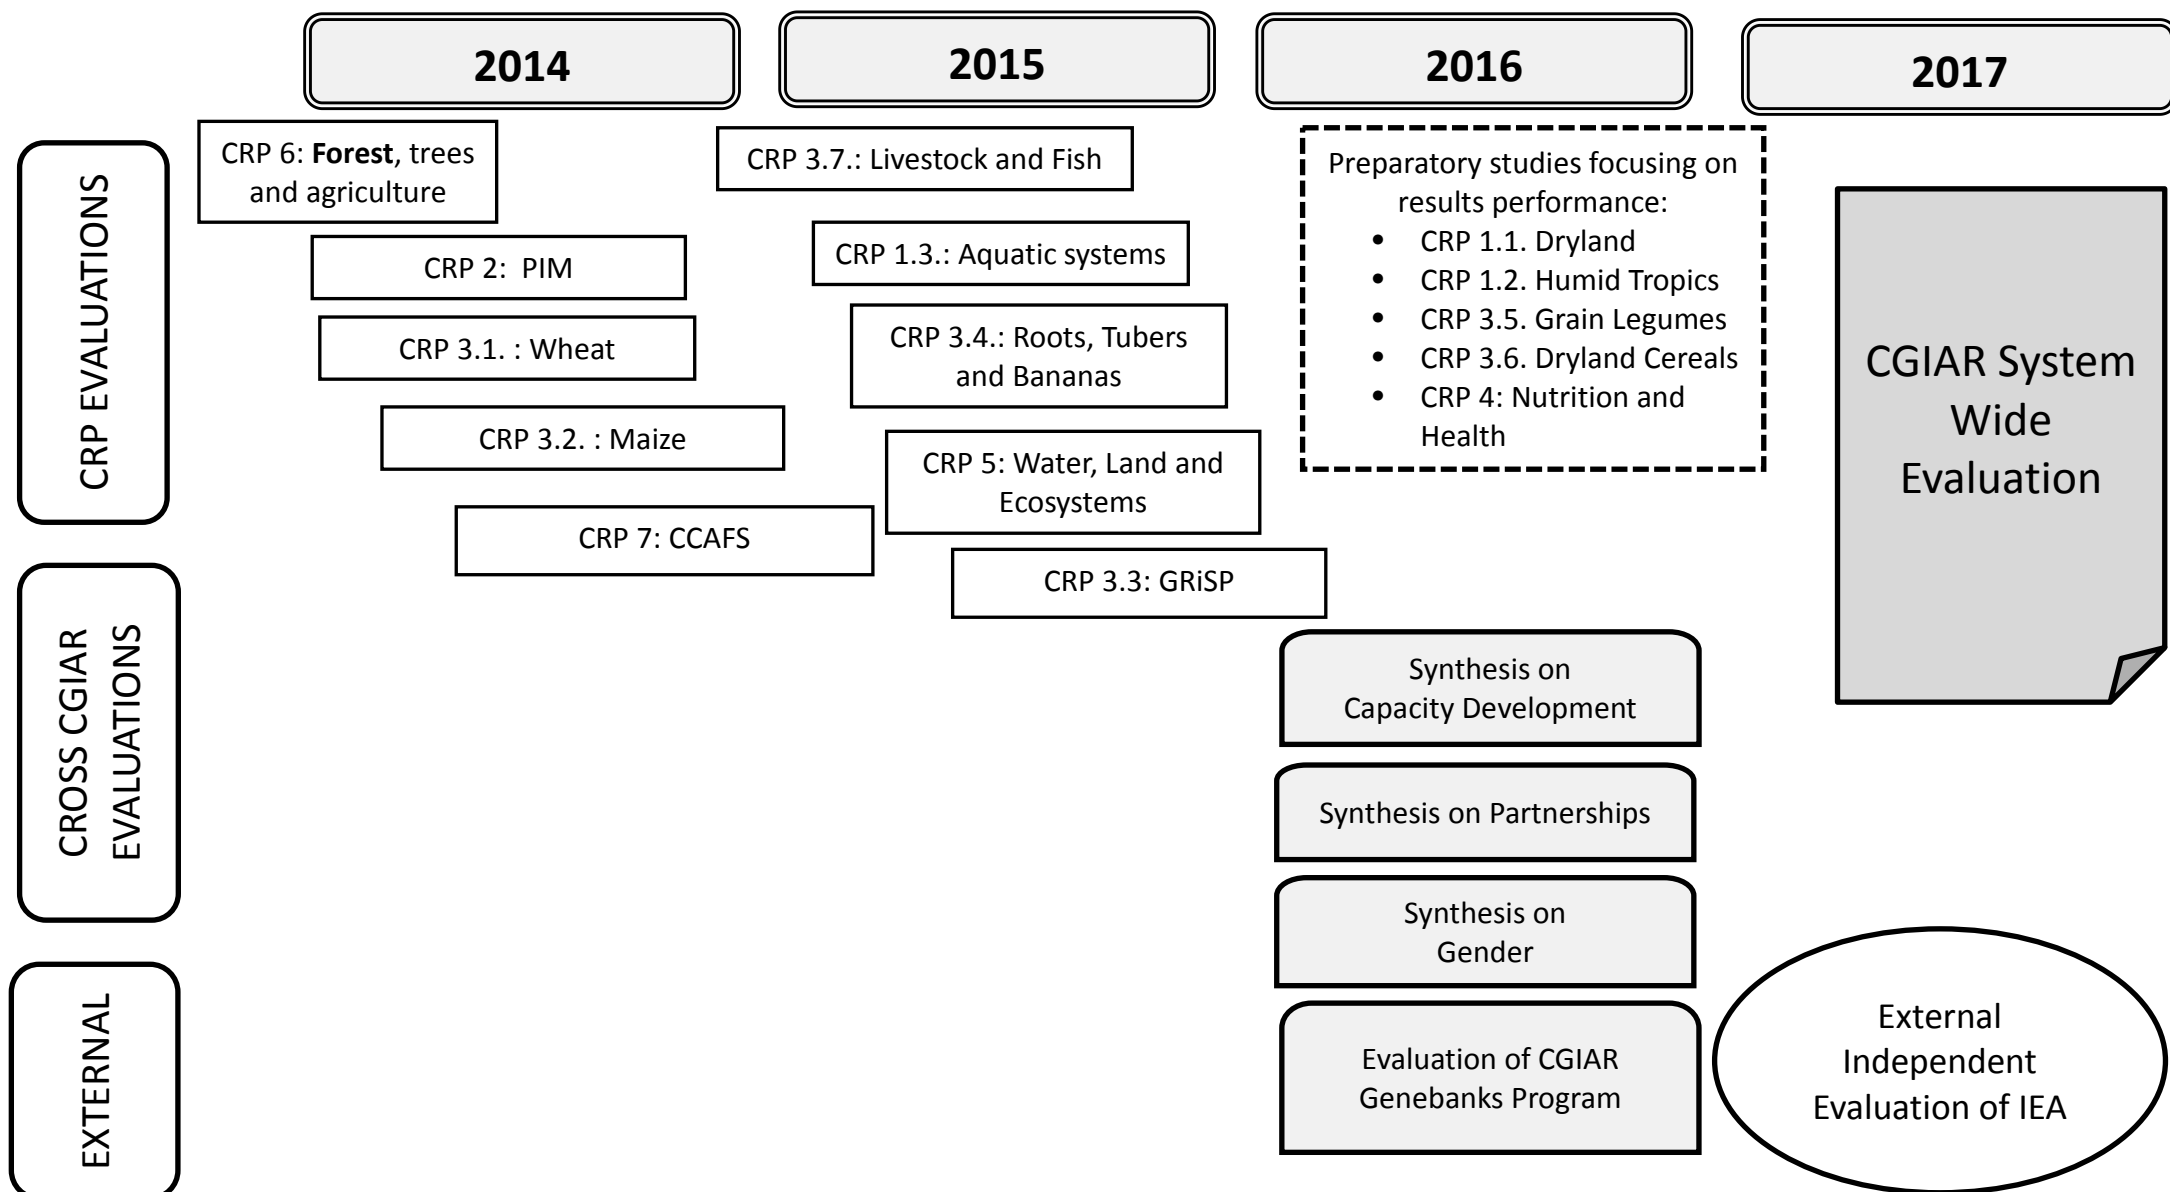 2014
2015
2016
2017
CRP EVALUATIONS
CRP 6: Forest, trees
and agriculture
CRP 2: PIM
CRP 3.1. : Wheat
CRP 3.2. : Maize
CRP 7: CCAFS
CRP 3.7.: Livestock and Fish
CRP 1.3.: Aquatic systems
CRP 3.4.: Roots, Tubers
and Bananas
CRP 5: Water, Land and
Ecosystems
CRP 3.3: GRiSP
Preparatory studies focusing on
results performance:
• CRP 1.1. Dryland
• CRP 1.2. Humid Tropics
• CRP 3.5. Grain Legumes
• CRP 3.6. Dryland Cereals
• CRP 4: Nutrition and
Health
CGIAR System
Wide
Evaluation
CROSS CGIAR
EVALUATIONS
Synthesis on
Capacity Development
Synthesis on Partnerships
Synthesis on
Gender
Evaluation of CGIAR
Genebanks Program
EXTERNAL
External
Independent
Evaluation of IEA